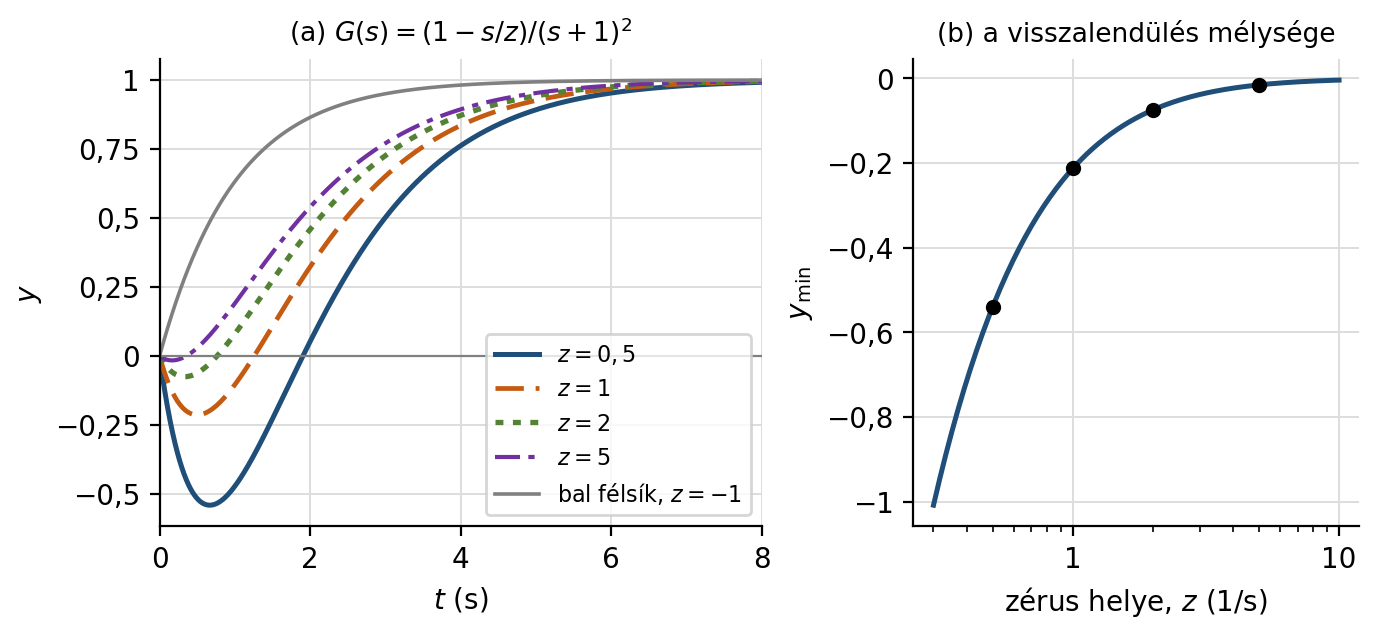 (a) G(s) = (1 − s/z)/(s + 1)²
y
1
0,75
0,5
0,25
0
−0,25
−0,5
0 2 4 6 8
t (s)
z = 0, 5
z = 1
z = 2
z = 5
bal félsík, z = −1
(b) a visszalendülés mélysége
y_min
0
−0,2
−0,4
−0,6
−0,8
−1
1 10
zérus helye, z (1/s)